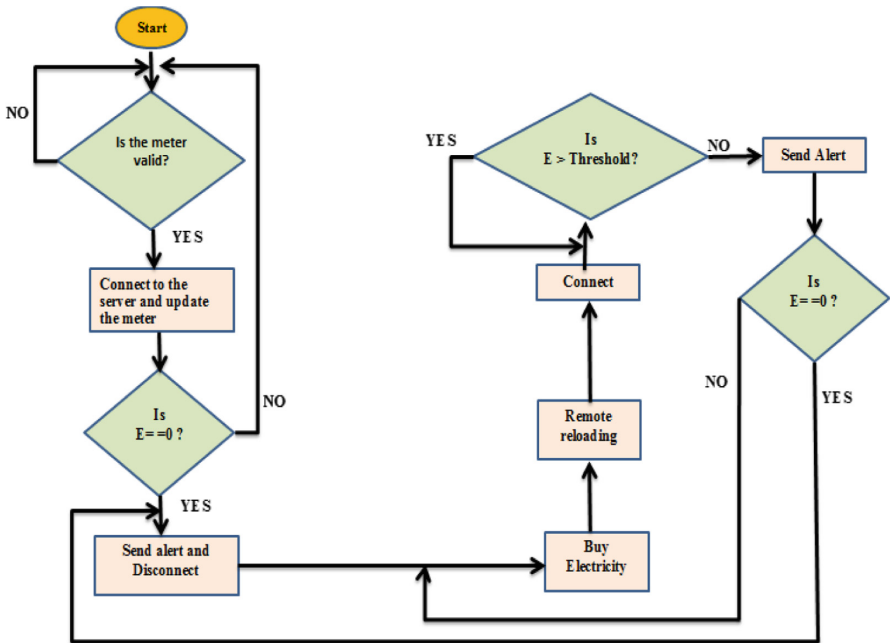 Start
NO
Is the meter
valid?
YES
Connect to the
server and update
the meter
Is
E= =0 ?
NO
YES
Send alert and
Disconnect
Buy
Electricity
Remote
reloading
Connect
YES
Is
E > Threshold?
NO
Send Alert
Is
E= =0 ?
NO
YES